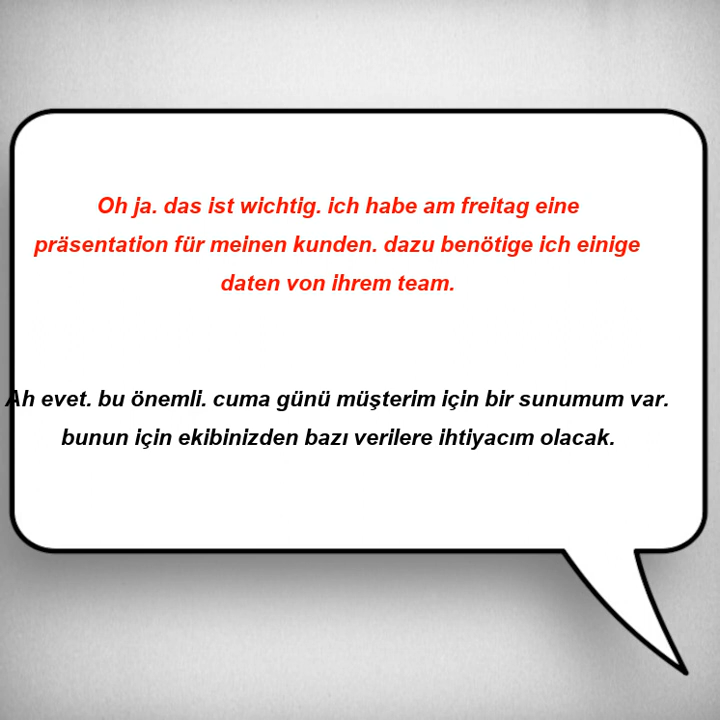 Oh ja. das ist wichtig. ich habe am freitag eine
präsentation für meinen kunden. dazu benötige ich einige
daten von ihrem team.
Ah evet. bu önemli. cuma günü müşterim için bir sunumum var.
bunun için ekibinizden bazı verilere ihtiyacım olacak.